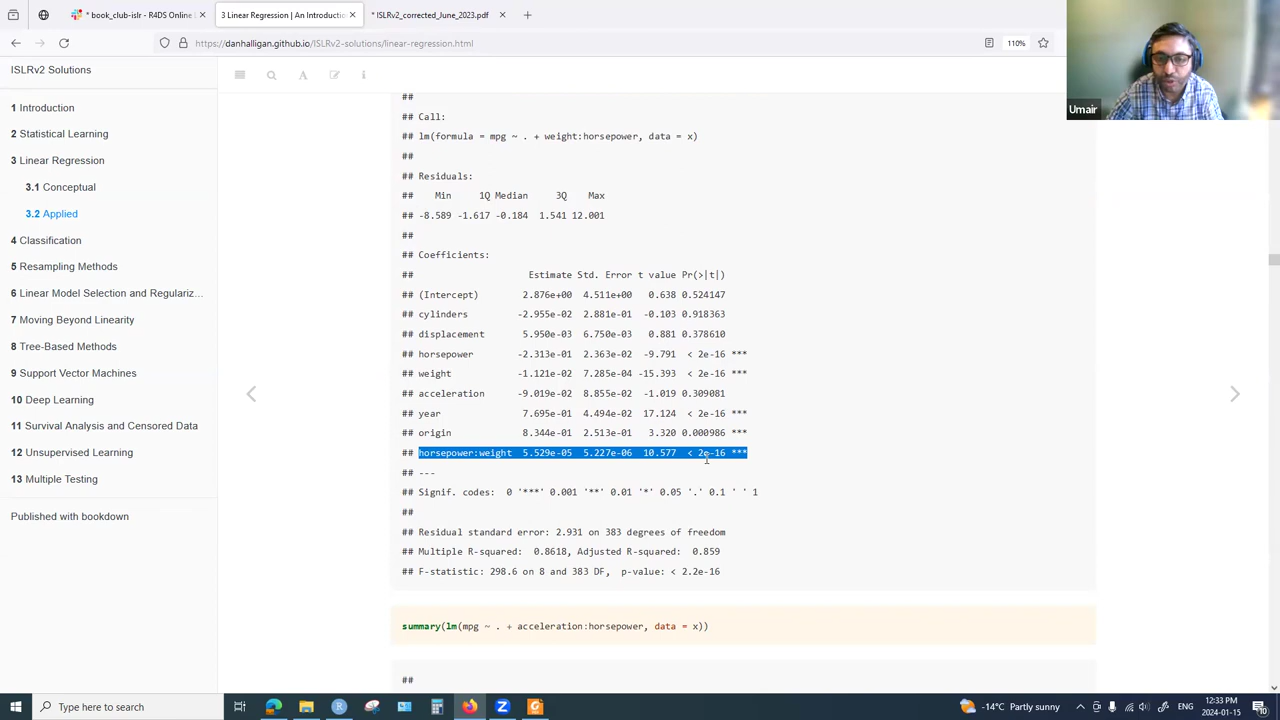 * book_club-islr - R4DS Online L
3 Linear Regression | An Introductio
* ISLRv2_corrected_June_2023.pdf
https://danhalligan.github.io/ISLRv2-solutions/linear-regression.html
110%
Umair
ISLRv2 Solutions
1 Introduction
2 Statistical Learning
3 Linear Regression
3.1 Conceptual
3.2 Applied
4 Classification
5 Resampling Methods
6 Linear Model Selection and Regulariz...
7 Moving Beyond Linearity
8 Tree-Based Methods
9 Support Vector Machines
10 Deep Learning
11 Survival Analysis and Censored Data
12 Unsupervised Learning
13 Multiple Testing
Published with bookdown
##
## Call:
## lm(formula = mpg ~ . + weight:horsepower, data = x)
##
## Residuals:
## Min 1Q Median 3Q Max
## -8.589 -1.617 -0.184 1.541 12.001
##
## Coefficients:
## Estimate Std. Error t value Pr(>|t|)
## (Intercept) 2.876e+00 4.511e+00 0.638 0.524147
## cylinders -2.955e-02 2.881e-01 -0.103 0.918363
## displacement 5.950e-03 6.750e-03 0.881 0.378610
## horsepower -2.313e-01 2.363e-02 -9.791 < 2e-16 ***
## weight -1.121e-02 7.285e-04 -15.393 < 2e-16 ***
## acceleration -9.019e-02 8.855e-02 -1.019 0.309081
## year 7.695e-01 4.494e-02 17.124 < 2e-16 ***
## origin 8.344e-01 2.513e-01 3.320 0.000986 ***
## horsepower:weight 5.529e-05 5.227e-06 10.577 < 2e-16 ***
## ---
## Signif. codes: 0 '***' 0.001 '**' 0.01 '*' 0.05 '.' 0.1 ' ' 1
##
## Residual standard error: 2.931 on 383 degrees of freedom
## Multiple R-squared: 0.8618, Adjusted R-squared: 0.859
## F-statistic: 298.6 on 8 and 383 DF, p-value: < 2.2e-16
summary(lm(mpg ~ . + acceleration:horsepower, data = x))
##
Type here to search
-14°C Partly sunny
12:33 PM
2024-01-15